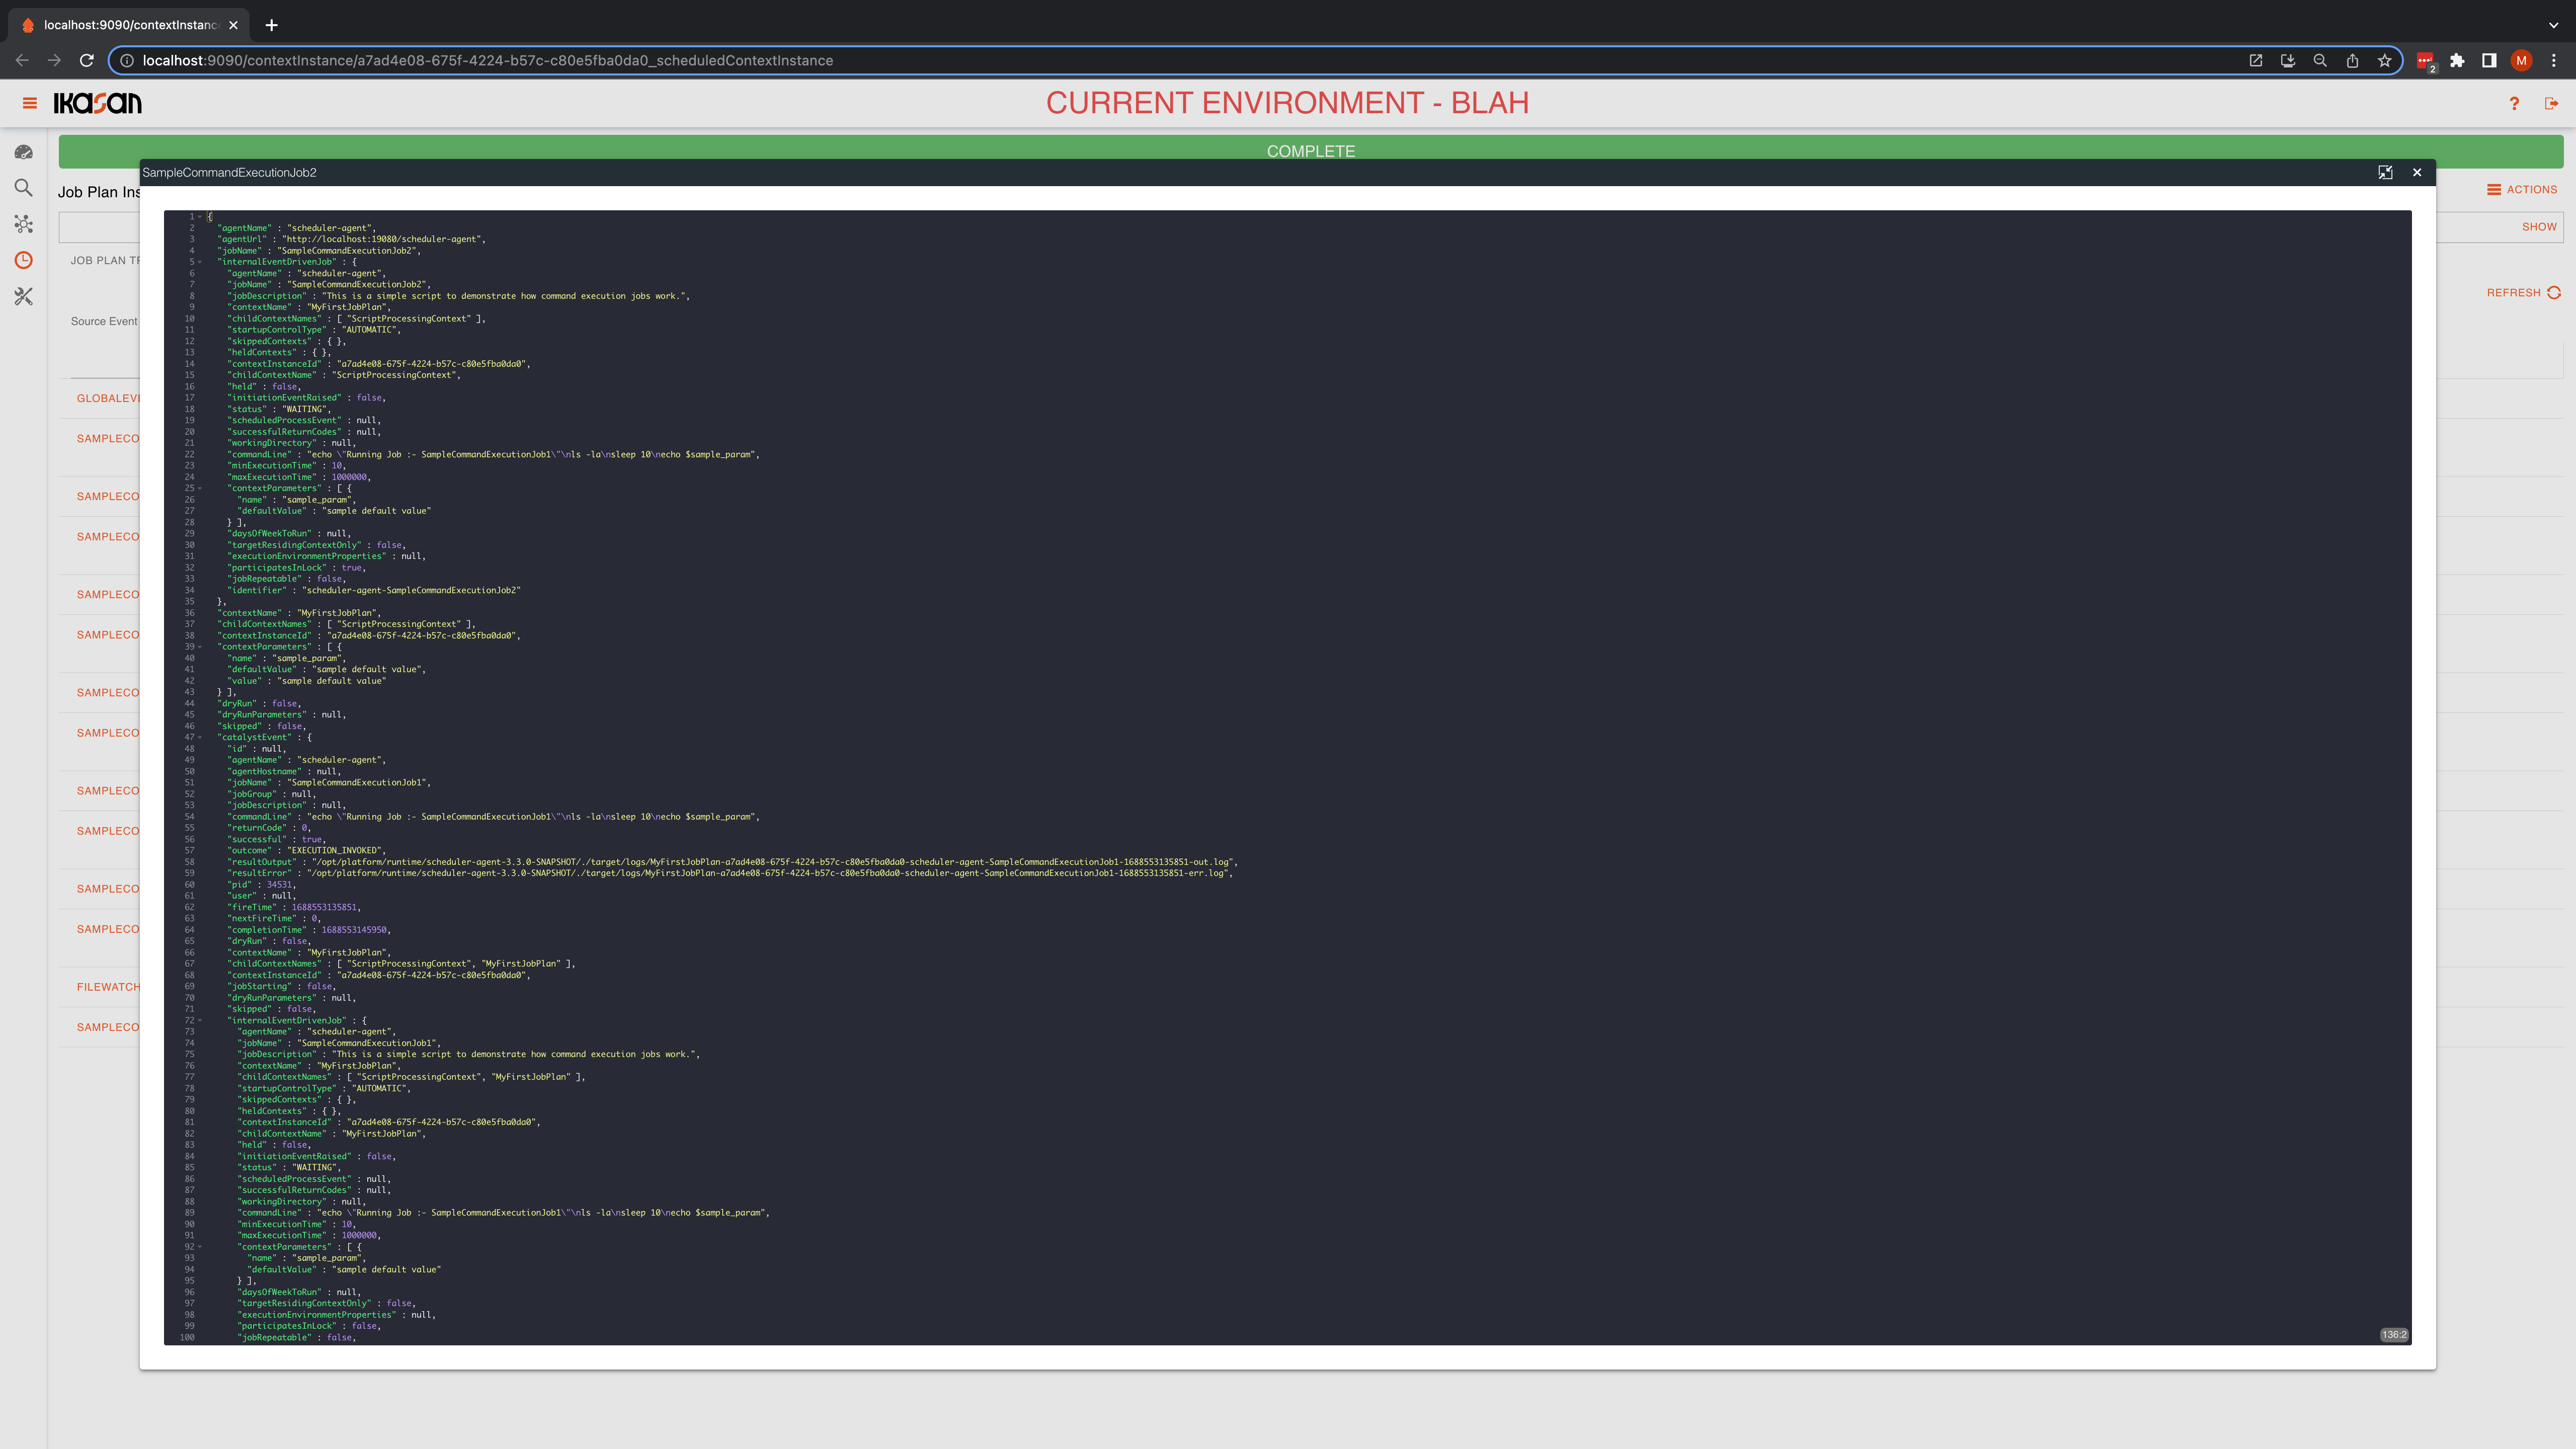 localhost:9090/contextInstanc
localhost:9090/contextInstance/a7ad4e08-675f-4224-b57c-c80e5fba0da0_scheduledContextInstance
2
M
IKASAN
CURRENT ENVIRONMENT - BLAH
?
COMPLETE
SampleCommandExecutionJob2
Job Plan Ins
ACTIONS
SHOW
JOB PLAN TR
REFRESH
Source Event
GLOBALEVE
SAMPLECO
SAMPLECO
SAMPLECO
SAMPLECO
SAMPLECO
SAMPLECO
SAMPLECO
SAMPLECO
SAMPLECO
SAMPLECO
SAMPLECO
FILEWATCH
SAMPLECO
1 {
2 "agentName" : "scheduler-agent",
3 "agentUrl" : "http://localhost:19080/scheduler-agent",
4 "jobName" : "SampleCommandExecutionJob2",
5 "internalEventDrivenJob" : {
6 "agentName" : "scheduler-agent",
7 "jobName" : "SampleCommandExecutionJob2",
8 "jobDescription" : "This is a simple script to demonstrate how command execution jobs work.",
9 "contextName" : "MyFirstJobPlan",
10 "childContextNames" : [ "ScriptProcessingContext" ],
11 "startupControlType" : "AUTOMATIC",
12 "skippedContexts" : { },
13 "heldContexts" : { },
14 "contextInstanceId" : "a7ad4e08-675f-4224-b57c-c80e5fba0da0",
15 "childContextName" : "ScriptProcessingContext",
16 "held" : false,
17 "initiationEventRaised" : false,
18 "status" : "WAITING",
19 "scheduledProcessEvent" : null,
20 "successfulReturnCodes" : null,
21 "workingDirectory" : null,
22 "commandLine" : "echo \"Running Job :- SampleCommandExecutionJob1\"\nls -la\nsleep 10\necho $sample_param",
23 "minExecutionTime" : 10,
24 "maxExecutionTime" : 1000000,
25 "contextParameters" : [ {
26 "name" : "sample_param",
27 "defaultValue" : "sample default value"
28 } ],
29 "daysOfWeekToRun" : null,
30 "targetResidingContextOnly" : false,
31 "executionEnvironmentProperties" : null,
32 "participatesInLock" : true,
33 "jobRepeatable" : false,
34 "identifier" : "scheduler-agent-SampleCommandExecutionJob2"
35 },
36 "contextName" : "MyFirstJobPlan",
37 "childContextNames" : [ "ScriptProcessingContext" ],
38 "contextInstanceId" : "a7ad4e08-675f-4224-b57c-c80e5fba0da0",
39 "contextParameters" : [ {
40 "name" : "sample_param",
41 "defaultValue" : "sample default value",
42 "value" : "sample default value"
43 } ],
44 "dryRun" : false,
45 "dryRunParameters" : null,
46 "skipped" : false,
47 "catalystEvent" : {
48 "id" : null,
49 "agentName" : "scheduler-agent",
50 "agentHostname" : null,
51 "jobName" : "SampleCommandExecutionJob1",
52 "jobGroup" : null,
53 "jobDescription" : null,
54 "commandLine" : "echo \"Running Job :- SampleCommandExecutionJob1\"\nls -la\nsleep 10\necho $sample_param",
55 "returnCode" : 0,
56 "successful" : true,
57 "outcome" : "EXECUTION_INVOKED",
58 "resultOutput" : "/opt/platform/runtime/scheduler-agent-3.3.0-SNAPSHOT/./target/logs/MyFirstJobPlan-a7ad4e08-675f-4224-b57c-c80e5fba0da0-scheduler-agent-SampleCommandExecutionJob1-1688553135851-out.log",
59 "resultError" : "/opt/platform/runtime/scheduler-agent-3.3.0-SNAPSHOT/./target/logs/MyFirstJobPlan-a7ad4e08-675f-4224-b57c-c80e5fba0da0-scheduler-agent-SampleCommandExecutionJob1-1688553135851-err.log",
60 "pid" : 34531,
61 "user" : null,
62 "fireTime" : 1688553135851,
63 "nextFireTime" : 0,
64 "completionTime" : 1688553145950,
65 "dryRun" : false,
66 "contextName" : "MyFirstJobPlan",
67 "childContextNames" : [ "ScriptProcessingContext", "MyFirstJobPlan" ],
68 "contextInstanceId" : "a7ad4e08-675f-4224-b57c-c80e5fba0da0",
69 "jobStarting" : false,
70 "dryRunParameters" : null,
71 "skipped" : false,
72 "internalEventDrivenJob" : {
73 "agentName" : "scheduler-agent",
74 "jobName" : "SampleCommandExecutionJob1",
75 "jobDescription" : "This is a simple script to demonstrate how command execution jobs work.",
76 "contextName" : "MyFirstJobPlan",
77 "childContextNames" : [ "ScriptProcessingContext", "MyFirstJobPlan" ],
78 "startupControlType" : "AUTOMATIC",
79 "skippedContexts" : { },
80 "heldContexts" : { },
81 "contextInstanceId" : "a7ad4e08-675f-4224-b57c-c80e5fba0da0",
82 "childContextName" : "MyFirstJobPlan",
83 "held" : false,
84 "initiationEventRaised" : false,
85 "status" : "WAITING",
86 "scheduledProcessEvent" : null,
87 "successfulReturnCodes" : null,
88 "workingDirectory" : null,
89 "commandLine" : "echo \"Running Job :- SampleCommandExecutionJob1\"\nls -la\nsleep 10\necho $sample_param",
90 "minExecutionTime" : 10,
91 "maxExecutionTime" : 1000000,
92 "contextParameters" : [ {
93 "name" : "sample_param",
94 "defaultValue" : "sample default value"
95 } ],
96 "daysOfWeekToRun" : null,
97 "targetResidingContextOnly" : false,
98 "executionEnvironmentProperties" : null,
99 "participatesInLock" : false,
100 "jobRepeatable" : false,
136:2